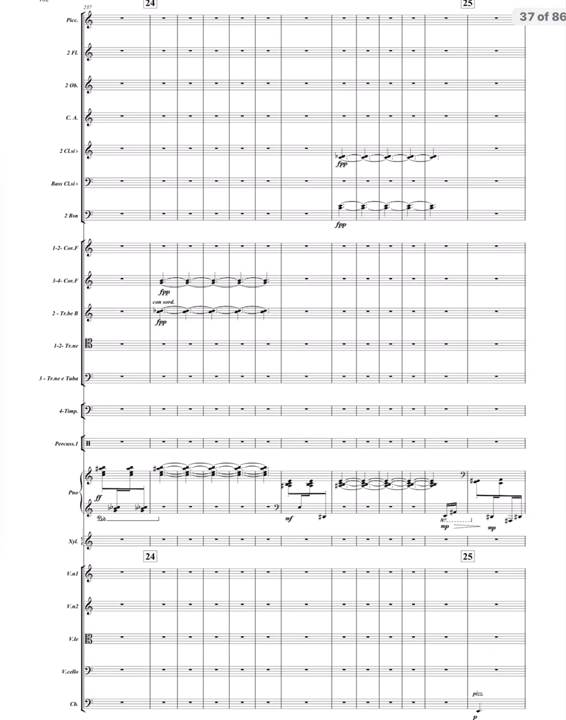 24
25
37 of 86
237
Picc.
2 Fl.
2 Ob.
C. A.
2 Cl.si ♭
fpp
Bass Cl.si ♭
2 Bsn
fpp
1-2- Cor.F
3-4- Cor.F
fpp
con sord.
2 - Tr.be B
fpp
1-2- Tr.ne
3 - Tr.ne e Tuba
4-Timp.
Percuss.1
Pno
ff
mf
mp
mp
Xyl.
24
25
V.n1
V.n2
V.le
V.cello
pizz.
Cb.
p